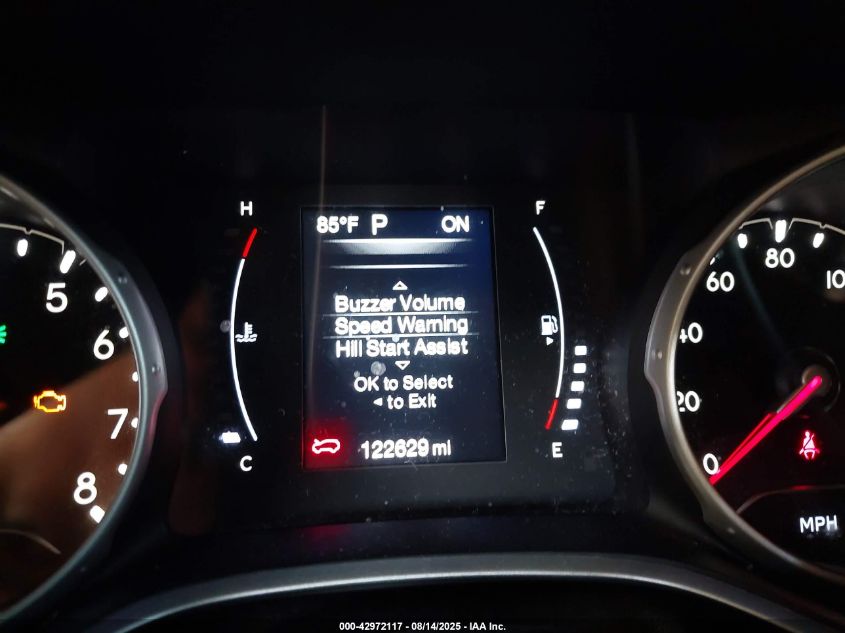 H
F
85°F P ON
5
6
7
8
Buzzer Volume
Speed Warning
Hill Start Assist
OK to Select
◂ to Exit
122629 mi
C
E
0
20
40
60
80
MPH
000-42972117 - 08/14/2025 - IAA Inc.